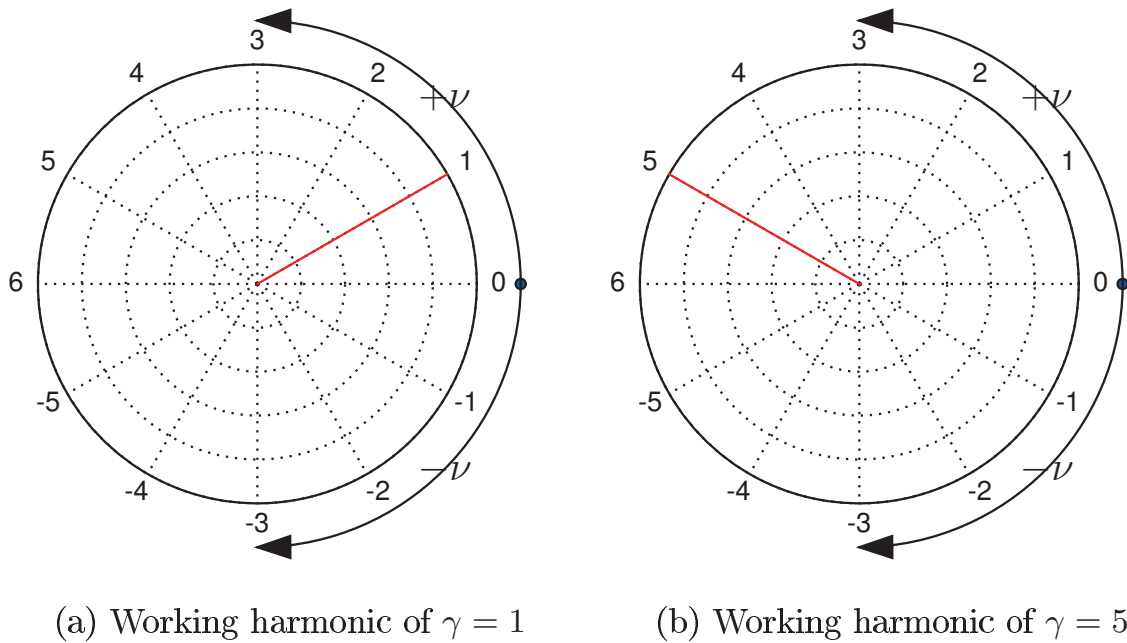 3 3
4 2 4 2
+ν +ν
5 1 5 1
6 0 6 0
-5 -1 -5 -1
−ν −ν
-4 -2 -4 -2
-3 -3
(a) Working harmonic of γ = 1 (b) Working harmonic of γ = 5